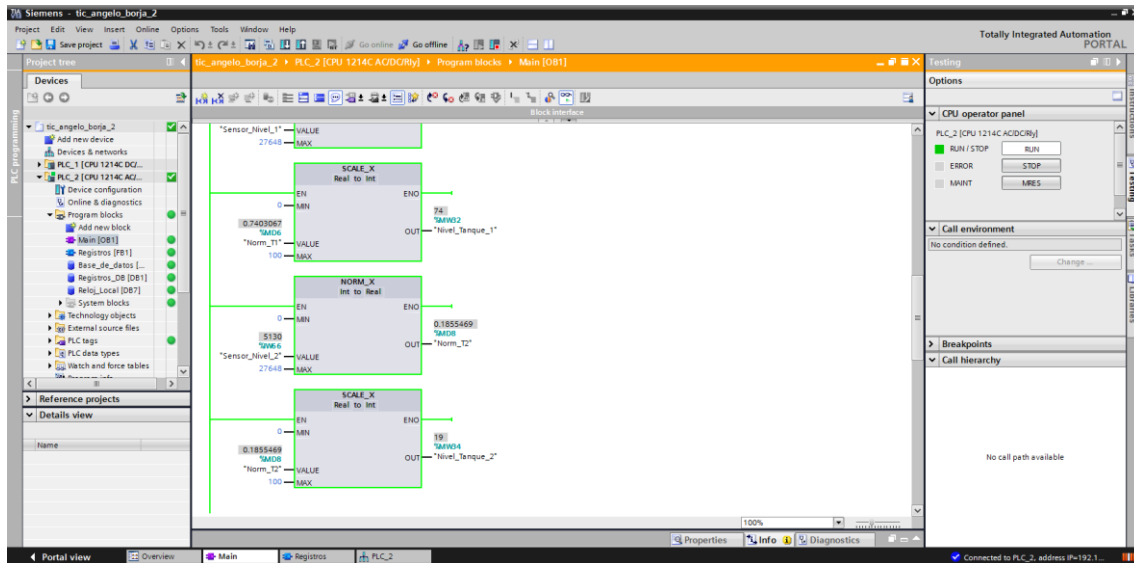 Siemens - tic_angelo_borja_2
Project Edit View Insert Online Options Tools Window Help
Totally Integrated Automation
PORTAL
Save project Go online Go offline
Project tree
tic_angelo_borja_2 PLC_2 [CPU 1214C AC/DC/Rly] Program blocks Main [OB1]
Testing
Devices
Options
PLC programming
Block interface
tic_angelo_borja_2
Add new device
Devices & networks
PLC_1 [CPU 1214C DC/...
PLC_2 [CPU 1214C AC/...
Device configuration
Online & diagnostics
Program blocks
Add new block
Main [OB1]
Registros [FB1]
Base_de_datos [...
Registros_DB [DB1]
Reloj_Local [DB7]
System blocks
Technology objects
External source files
PLC tags
PLC data types
Watch and force tables
Reference projects
Details view
Name
"Sensor_Nivel_1" VALUE
27648 MAX
SCALE_X
Real to Int
EN ENO
0 MIN
74
%MW32
OUT "Nivel_Tanque_1"
0.7403067
%MD6
"Norm_T1" VALUE
100 MAX
NORM_X
Int to Real
EN ENO
0 MIN
0.1855469
%MD8
OUT "Norm_T2"
5130
%IW66
"Sensor_Nivel_2" VALUE
27648 MAX
SCALE_X
Real to Int
EN ENO
0 MIN
19
%MW34
OUT "Nivel_Tanque_2"
0.1855469
%MD8
"Norm_T2" VALUE
100 MAX
100%
CPU operator panel
PLC_2 [CPU 1214C AC/DC/Rly]
RUN / STOP RUN
ERROR STOP
MAINT MRES
Call environment
No condition defined.
Change ...
Breakpoints
Call hierarchy
No call path available
Testing
Tasks
Libraries
Properties Info Diagnostics
Portal view Overview Main Registros PLC_2
Connected to PLC_2, address IP=192.1...